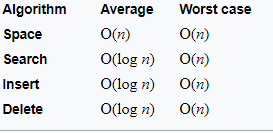 Algorithm Average Worst case
Space O(n) O(n)
Search O(log n) O(n)
Insert O(log n) O(n)
Delete O(log n) O(n)